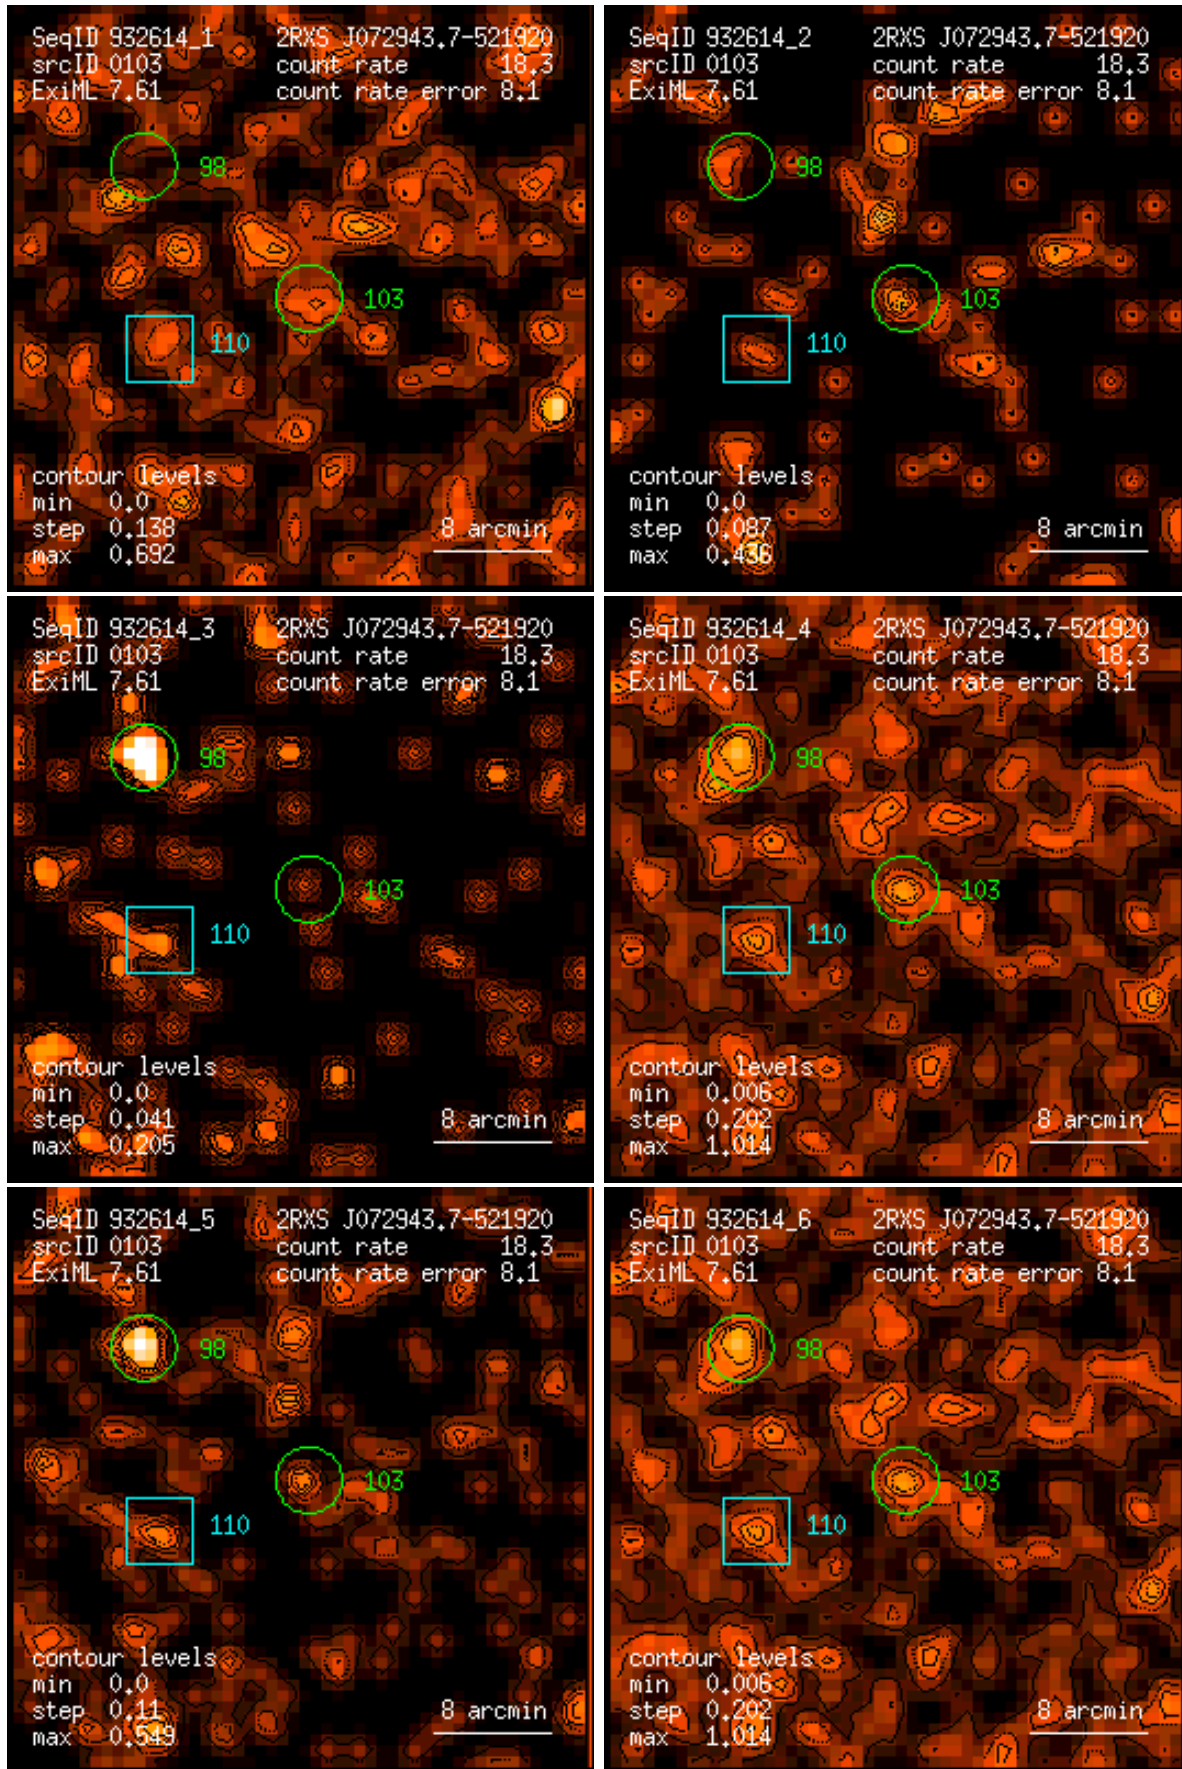 SeqID 932614_1 2RXS J072943.7-521920
srcID 0103 count rate 18.3
ExiML 7.61 count rate error 8.1
98
103
110
contour levels
min 0.0
step 0.138 8 arcmin
max 0.692
SeqID 932614_2 2RXS J072943.7-521920
srcID 0103 count rate 18.3
ExiML 7.61 count rate error 8.1
98
103
110
contour levels
min 0.0
step 0.087 8 arcmin
max 0.436
SeqID 932614_3 2RXS J072943.7-521920
srcID 0103 count rate 18.3
ExiML 7.61 count rate error 8.1
98
103
110
contour levels
min 0.0
step 0.041 8 arcmin
max 0.205
SeqID 932614_4 2RXS J072943.7-521920
srcID 0103 count rate 18.3
ExiML 7.61 count rate error 8.1
98
103
110
contour levels
min 0.006
step 0.202 8 arcmin
max 1.014
SeqID 932614_5 2RXS J072943.7-521920
srcID 0103 count rate 18.3
ExiML 7.61 count rate error 8.1
98
103
110
contour levels
min 0.0
step 0.11 8 arcmin
max 0.549
SeqID 932614_6 2RXS J072943.7-521920
srcID 0103 count rate 18.3
ExiML 7.61 count rate error 8.1
98
103
110
contour levels
min 0.006
step 0.202 8 arcmin
max 1.014